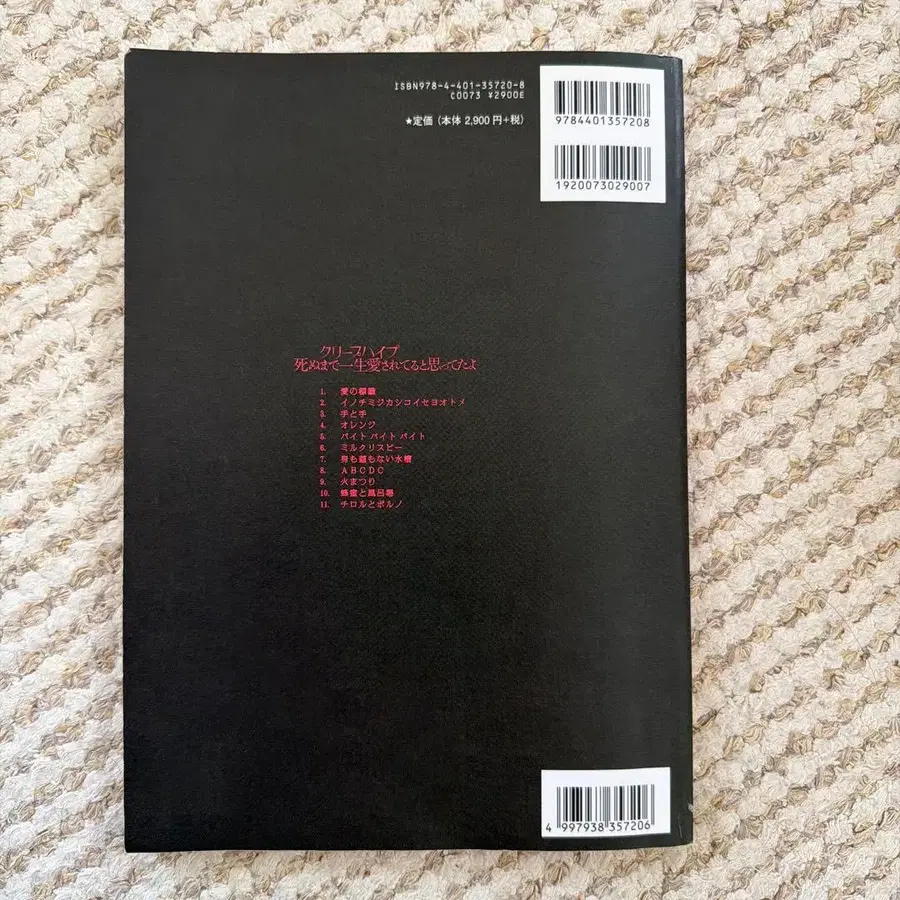 ISBN978-4-401-35720-8
C0073 ¥2900E
★定価（本体 2,900 円+税）
9784401357208
1920073029007
クリープハイプ
死ぬまで一生愛されてると思ってたよ
1. 愛の標識
2. イノチミジカシコイセヨオトメ
3. 手と手
4. オレンジ
5. バイト バイト バイト
6. ミルクリスピー
7. 身も蓋もない水槽
8. ABCDC
9. 火まつり
10. 蜂蜜と風呂場
11. チロルとポルノ
4 997938 357206